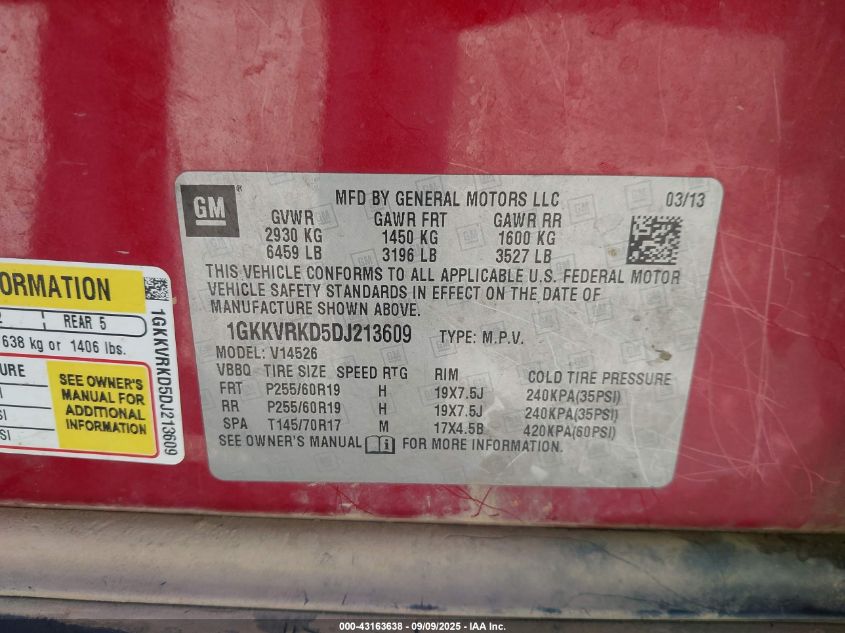 GM ®
MFD BY GENERAL MOTORS LLC 03/13
GVWR GAWR FRT GAWR RR
2930 KG 1450 KG 1600 KG
6459 LB 3196 LB 3527 LB
THIS VEHICLE CONFORMS TO ALL APPLICABLE U.S. FEDERAL MOTOR
VEHICLE SAFETY STANDARDS IN EFFECT ON THE DATE OF
MANUFACTURE SHOWN ABOVE.
1GKKVRKD5DJ213609 TYPE: M.P.V.
MODEL: V14526
VBBQ TIRE SIZE SPEED RTG RIM COLD TIRE PRESSURE
FRT P255/60R19 H 19X7.5J 240KPA(35PSI)
RR P255/60R19 H 19X7.5J 240KPA(35PSI)
SPA T145/70R17 M 17X4.5B 420KPA(60PSI)
SEE OWNER'S MANUAL FOR MORE INFORMATION.
ORMATION
2 REAR 5
638 kg or 1406 lbs.
SEE OWNER'S
MANUAL FOR
ADDITIONAL
INFORMATION
1GKKVRKD5DJ213609
000-43163638 - 09/09/2025 - IAA Inc.